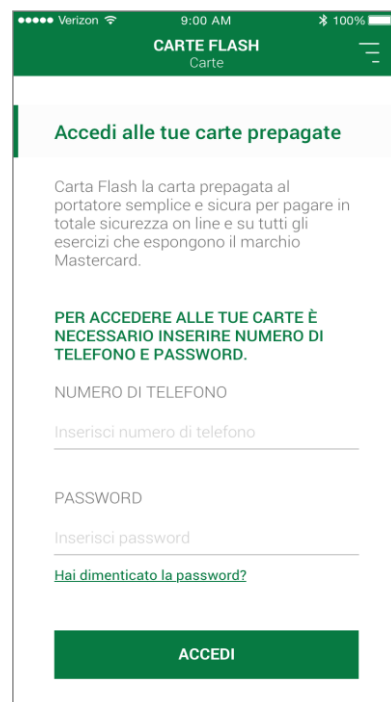 Verizon 9:00 AM 100%
CARTE FLASH
Carte
Accedi alle tue carte prepagate
Carta Flash la carta prepagata al
portatore semplice e sicura per pagare in
totale sicurezza on line e su tutti gli
esercizi che espongono il marchio
Mastercard.
PER ACCEDERE ALLE TUE CARTE È
NECESSARIO INSERIRE NUMERO DI
TELEFONO E PASSWORD.
NUMERO DI TELEFONO
Inserisci numero di telefono
PASSWORD
Inserisci password
Hai dimenticato la password?
ACCEDI